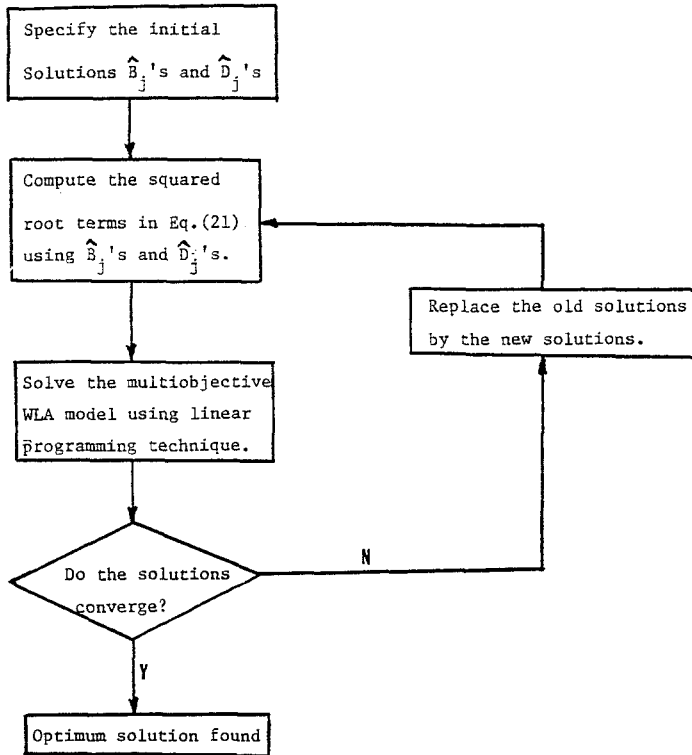 Specify the initial
Solutions B̂j's and D̂j's
Compute the squared
root terms in Eq.(21)
using B̂j's and D̂j's.
Replace the old solutions
by the new solutions.
Solve the multiobjective
WLA model using linear
programming technique.
N
Do the solutions
converge?
Y
Optimum solution found